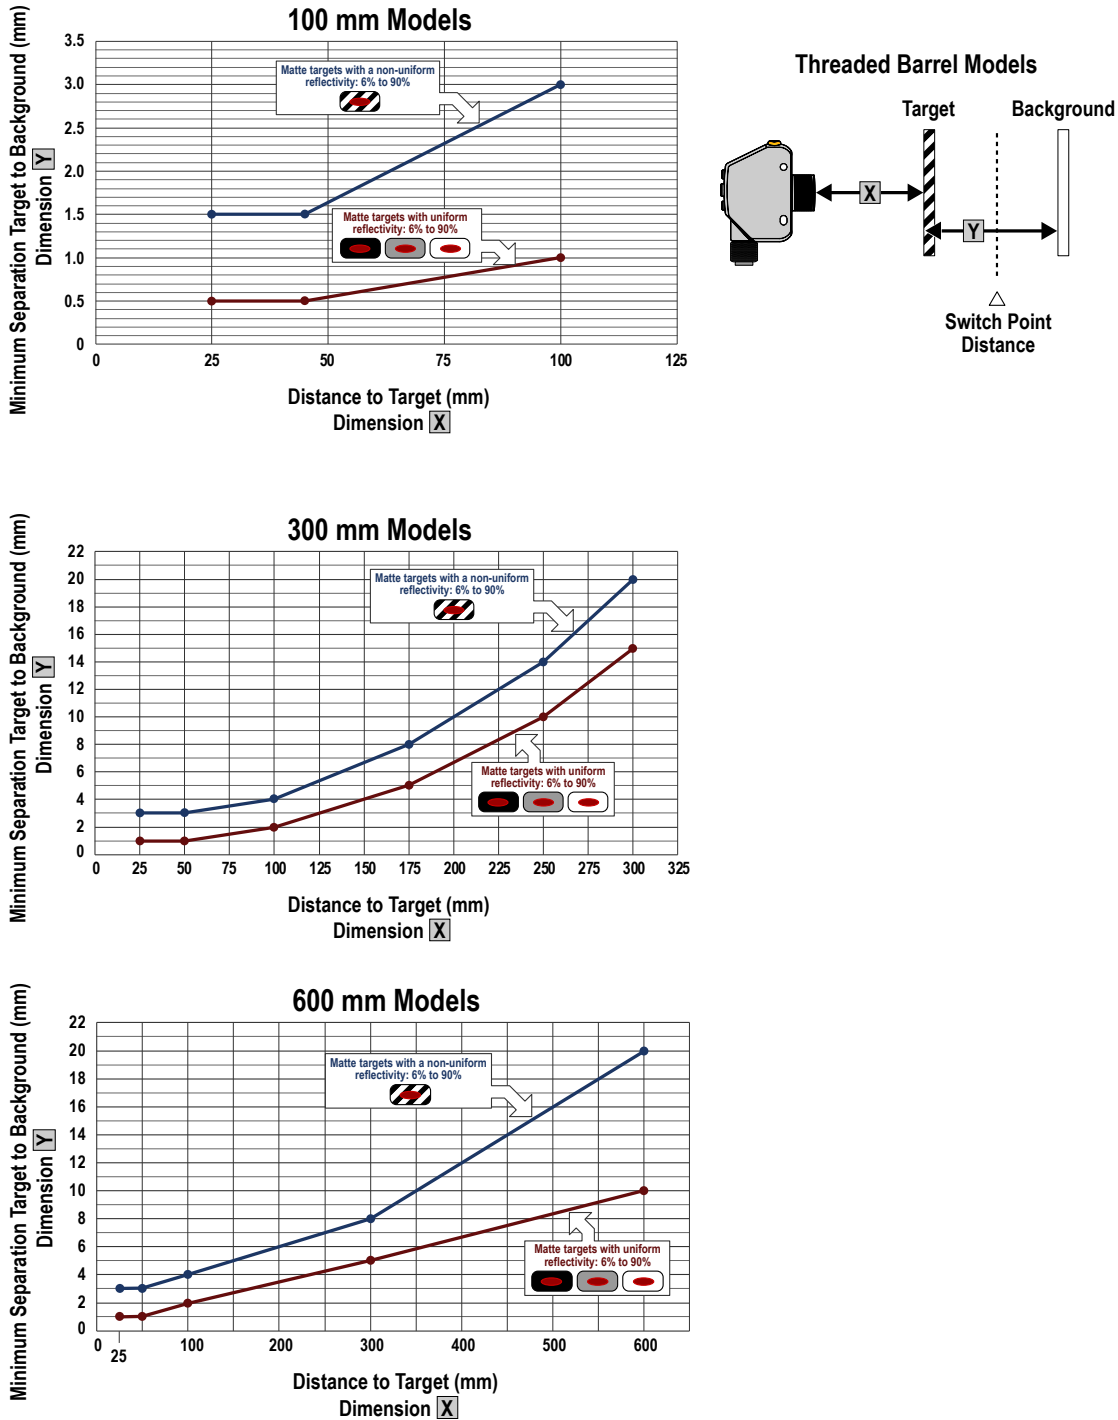 100 mm Models
Minimum Separation Target to Background (mm)
Dimension Y
3.5
3.0
2.5
2.0
1.5
1.0
0.5
0
Matte targets with a non-uniform
reflectivity: 6% to 90%
Matte targets with uniform
reflectivity: 6% to 90%
0 25 50 75 100 125
Distance to Target (mm)
Dimension X
Threaded Barrel Models
Target Background
X
Y
Switch Point
Distance
300 mm Models
Minimum Separation Target to Background (mm)
Dimension Y
22
20
18
16
14
12
10
8
6
4
2
0
Matte targets with a non-uniform
reflectivity: 6% to 90%
Matte targets with uniform
reflectivity: 6% to 90%
0 25 50 75 100 125 150 175 200 225 250 275 300 325
Distance to Target (mm)
Dimension X
600 mm Models
Minimum Separation Target to Background (mm)
Dimension Y
22
20
18
16
14
12
10
8
6
4
2
0
Matte targets with a non-uniform
reflectivity: 6% to 90%
Matte targets with uniform
reflectivity: 6% to 90%
0 100 200 300 400 500 600
25
Distance to Target (mm)
Dimension X